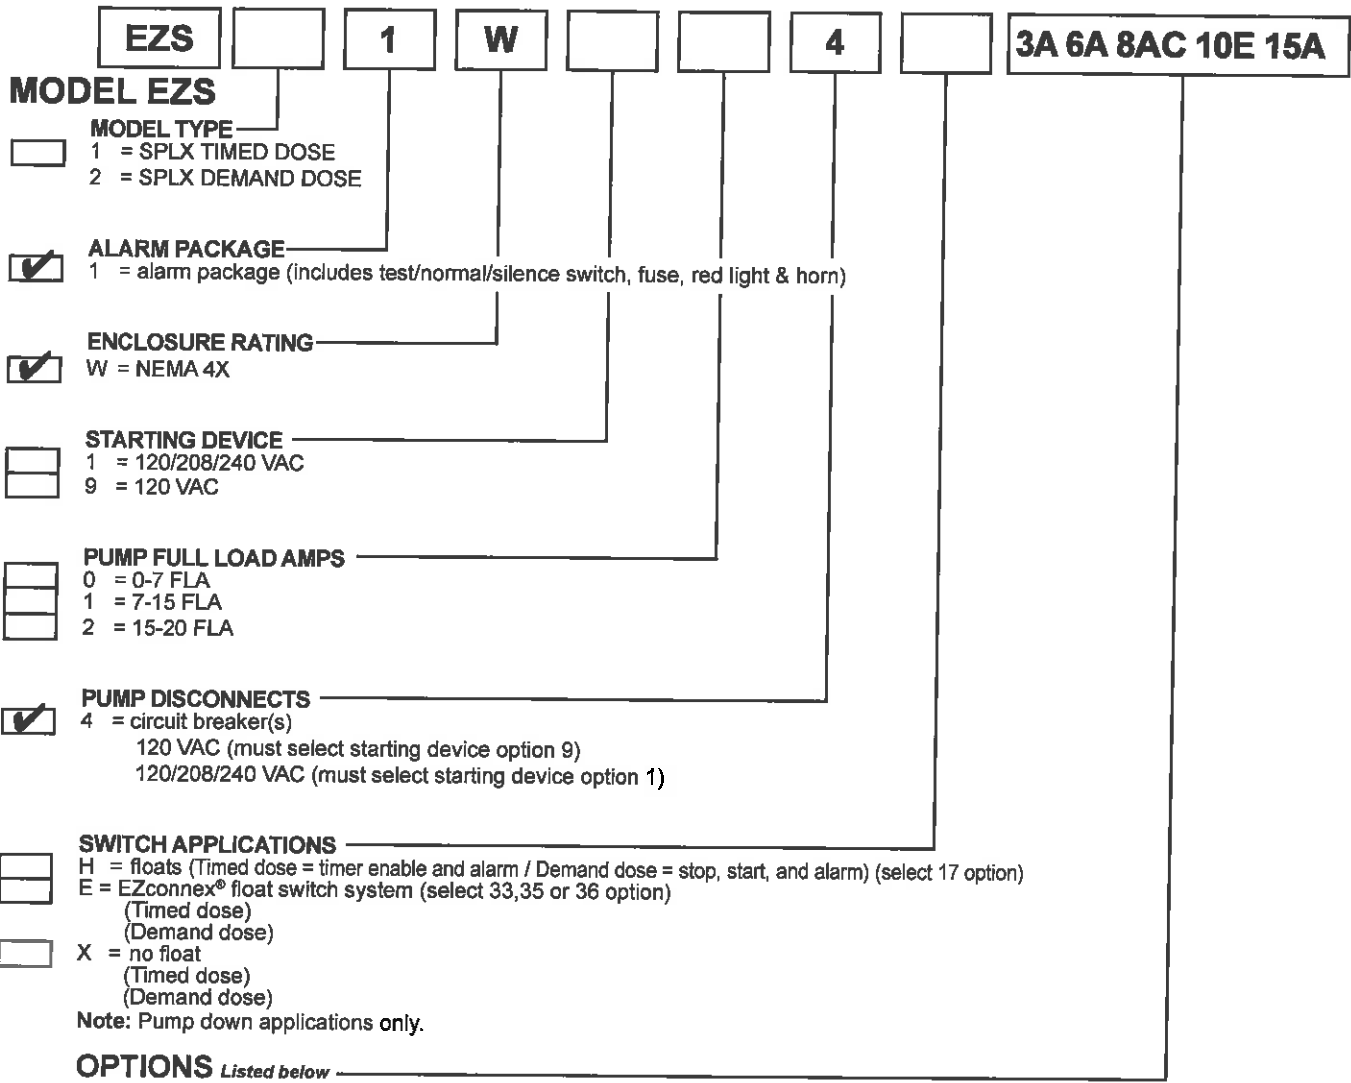 EZS 1 W 4 3A 6A 8AC 10E 15A
MODEL EZS
MODEL TYPE
1 = SPLX TIMED DOSE
2 = SPLX DEMAND DOSE
ALARM PACKAGE
1 = alarm package (includes test/normal/silence switch, fuse, red light & horn)
ENCLOSURE RATING
W = NEMA 4X
STARTING DEVICE
1 = 120/208/240 VAC
9 = 120 VAC
PUMP FULL LOAD AMPS
0 = 0-7 FLA
1 = 7-15 FLA
2 = 15-20 FLA
PUMP DISCONNECTS
4 = circuit breaker(s)
120 VAC (must select starting device option 9)
120/208/240 VAC (must select starting device option 1)
SWITCH APPLICATIONS
H = floats (Timed dose = timer enable and alarm / Demand dose = stop, start, and alarm) (select 17 option)
E = EZconnex® float switch system (select 33,35 or 36 option)
(Timed dose)
(Demand dose)
X = no float
(Timed dose)
(Demand dose)
Note: Pump down applications only.
OPTIONS Listed below